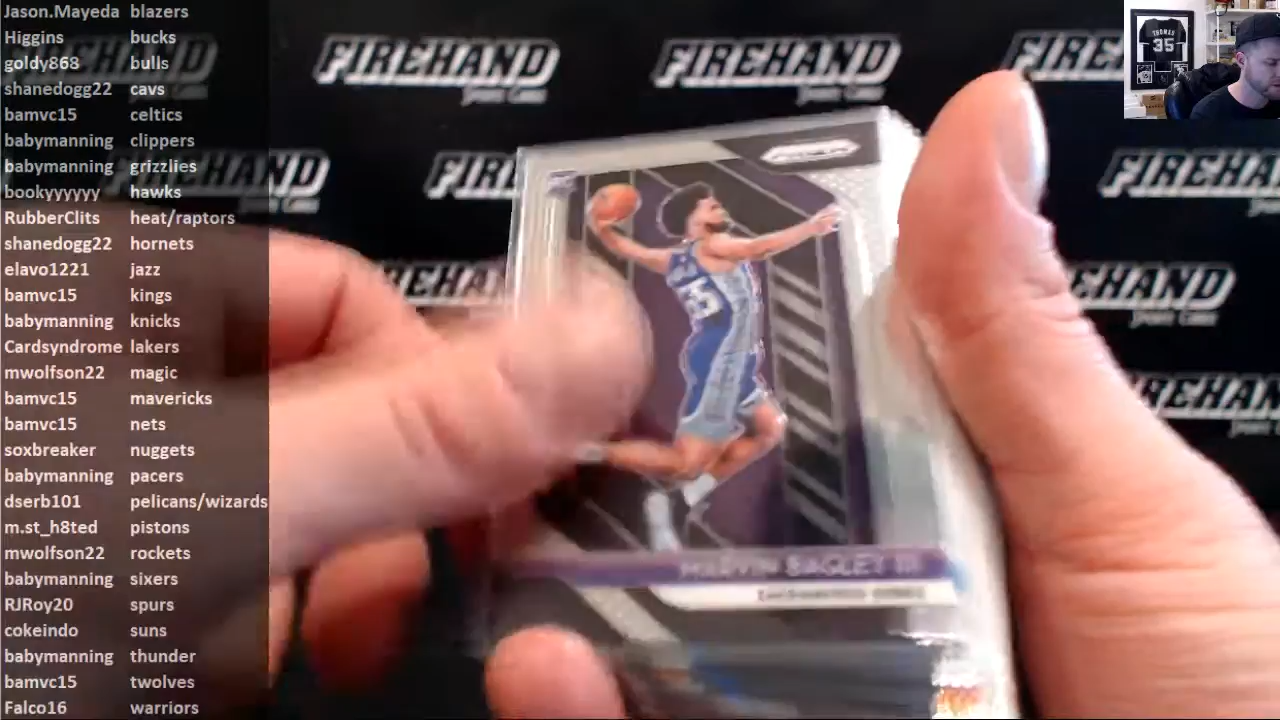 Jason.Mayeda blazers
Higgins bucks
goldy868 bulls
shanedogg22 cavs
bamvc15 celtics
babymanning clippers
babymanning grizzlies
bookyyyyyy hawks
RubberClits heat/raptors
shanedogg22 hornets
elavo1221 jazz
bamvc15 kings
babymanning knicks
Cardsyndrome lakers
mwolfson22 magic
bamvc15 mavericks
bamvc15 nets
soxbreaker nuggets
babymanning pacers
dserb101 pelicans/wizards
m.st_h8ted pistons
mwolfson22 rockets
babymanning sixers
RJRoy20 spurs
cokeindo suns
babymanning thunder
bamvc15 twolves
Falco16 warriors
FIREHAND
FIREHAND
FIREHAND
FIREHAND
FIREHAND
THOMAS
35
35
MARVIN BAGLEY III
SACRAMENTO KINGS